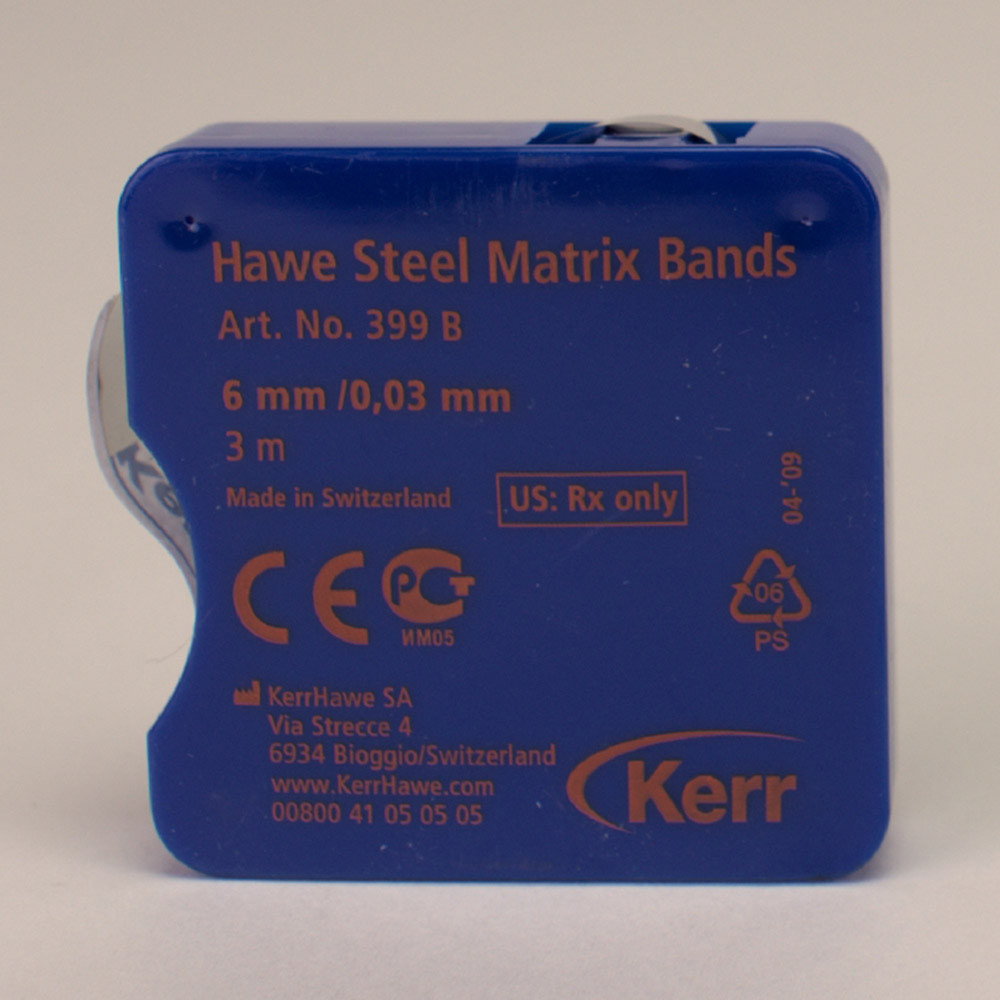 Hawe Steel Matrix Bands
Art. No. 399 B
6 mm /0,03 mm
3 m
Made in Switzerland
US: Rx only
04-'09
CE
PCT
ИM05
06
PS
KerrHawe SA
Via Strecce 4
6934 Bioggio/Switzerland
www.KerrHawe.com
00800 41 05 05 05
Kerr